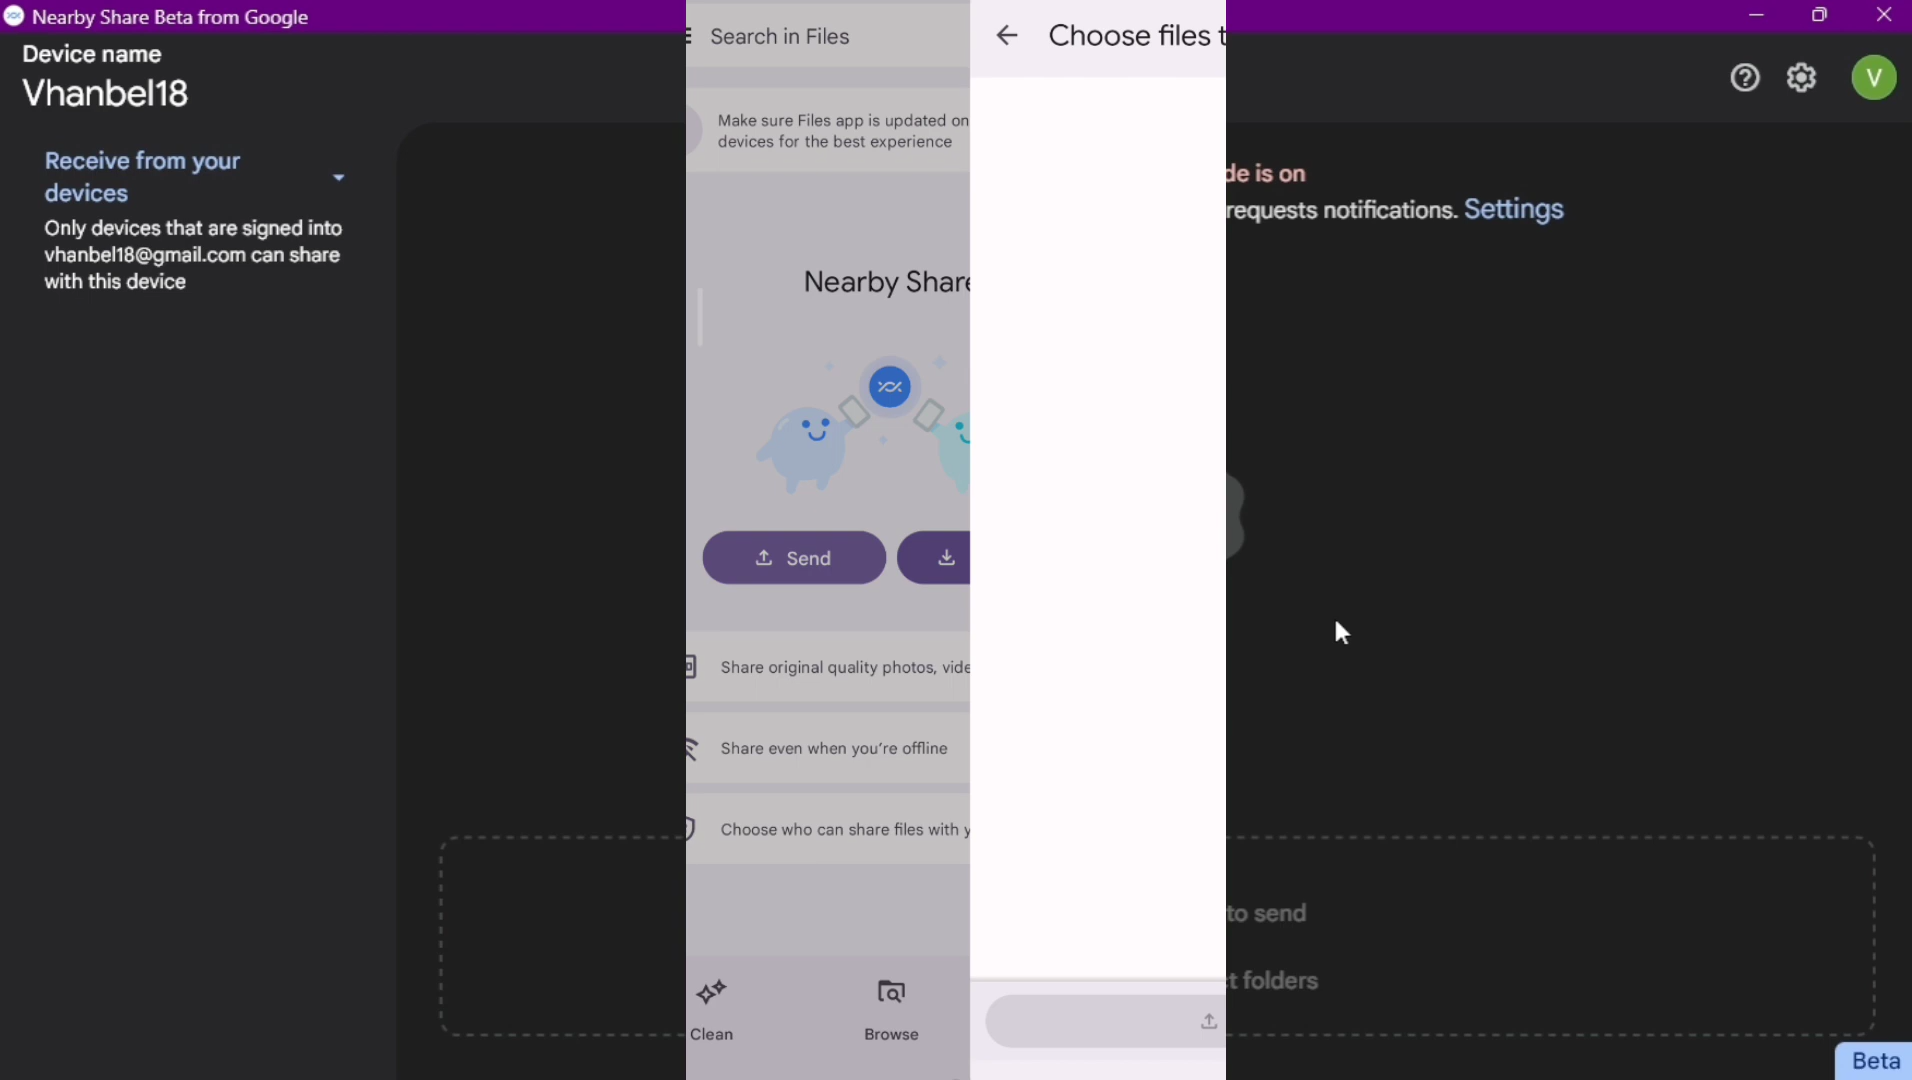 Nearby Share Beta from Google
Device name
Vhanbel18
V
Receive from your
devices
Only devices that are signed into
vhanbel18@gmail.com can share
with this device
Search in Files
Make sure Files app is updated on
devices for the best experience
Nearby Share
Send
Share original quality photos, vide
Share even when you're offline
Choose who can share files with y
Clean
Browse
Choose files t
de is on
requests notifications. Settings
to send
t folders
Beta